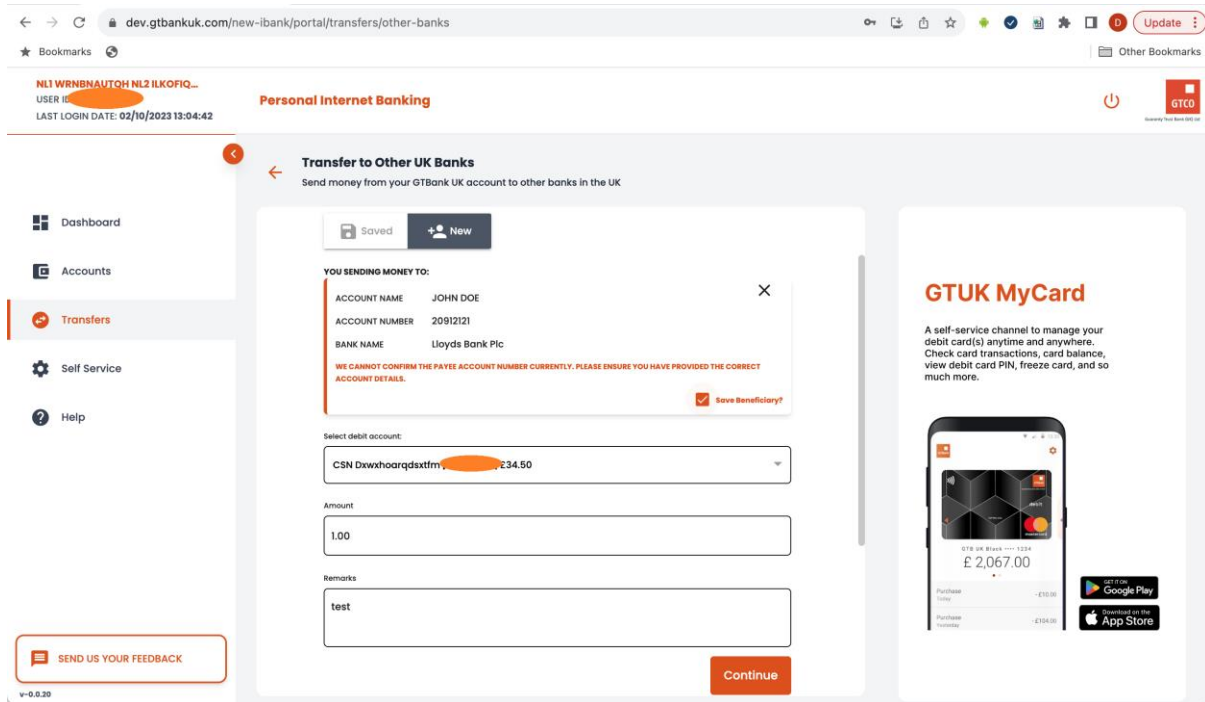 dev.gtbankuk.com/new-ibank/portal/transfers/other-banks
D
Update
Bookmarks
Other Bookmarks
NL1 WRNBNAUTQH NL2 ILKOFIQ...
USER ID
LAST LOGIN DATE: 02/10/2023 13:04:42
Personal Internet Banking
GTCO
Transfer to Other UK Banks
Send money from your GTBank UK account to other banks in the UK
Dashboard
Accounts
Transfers
Self Service
Help
SEND US YOUR FEEDBACK
v-0.0.20
Saved
New
YOU SENDING MONEY TO:
ACCOUNT NAME JOHN DOE
ACCOUNT NUMBER 20912121
BANK NAME Lloyds Bank Plc
WE CANNOT CONFIRM THE PAYEE ACCOUNT NUMBER CURRENTLY. PLEASE ENSURE YOU HAVE PROVIDED THE CORRECT
ACCOUNT DETAILS.
Save Beneficiary?
Select debit account:
CSN Dxwxhoarqdsxtfm £34.50
Amount
1.00
Remarks
test
Continue
GTUK MyCard
A self-service channel to manage your
debit card(s) anytime and anywhere.
Check card transactions, card balance,
view debit card PIN, freeze card, and so
much more.
debit
GTB UK Black ···· 1234
£ 2,067.00
Purchase - £10.00
Today
Purchase - £104.00
Yesterday
GET IT ON
Google Play
Download on the
App Store